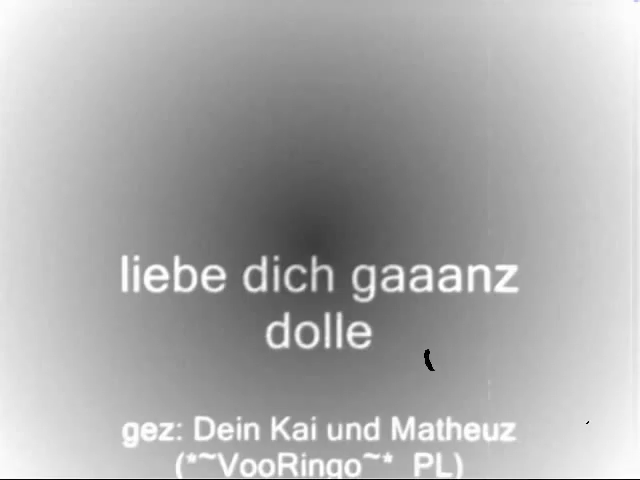 liebe dich gaaanz
dolle
gez: Dein Kai und Matheuz
(*~VooRingo~* PL)